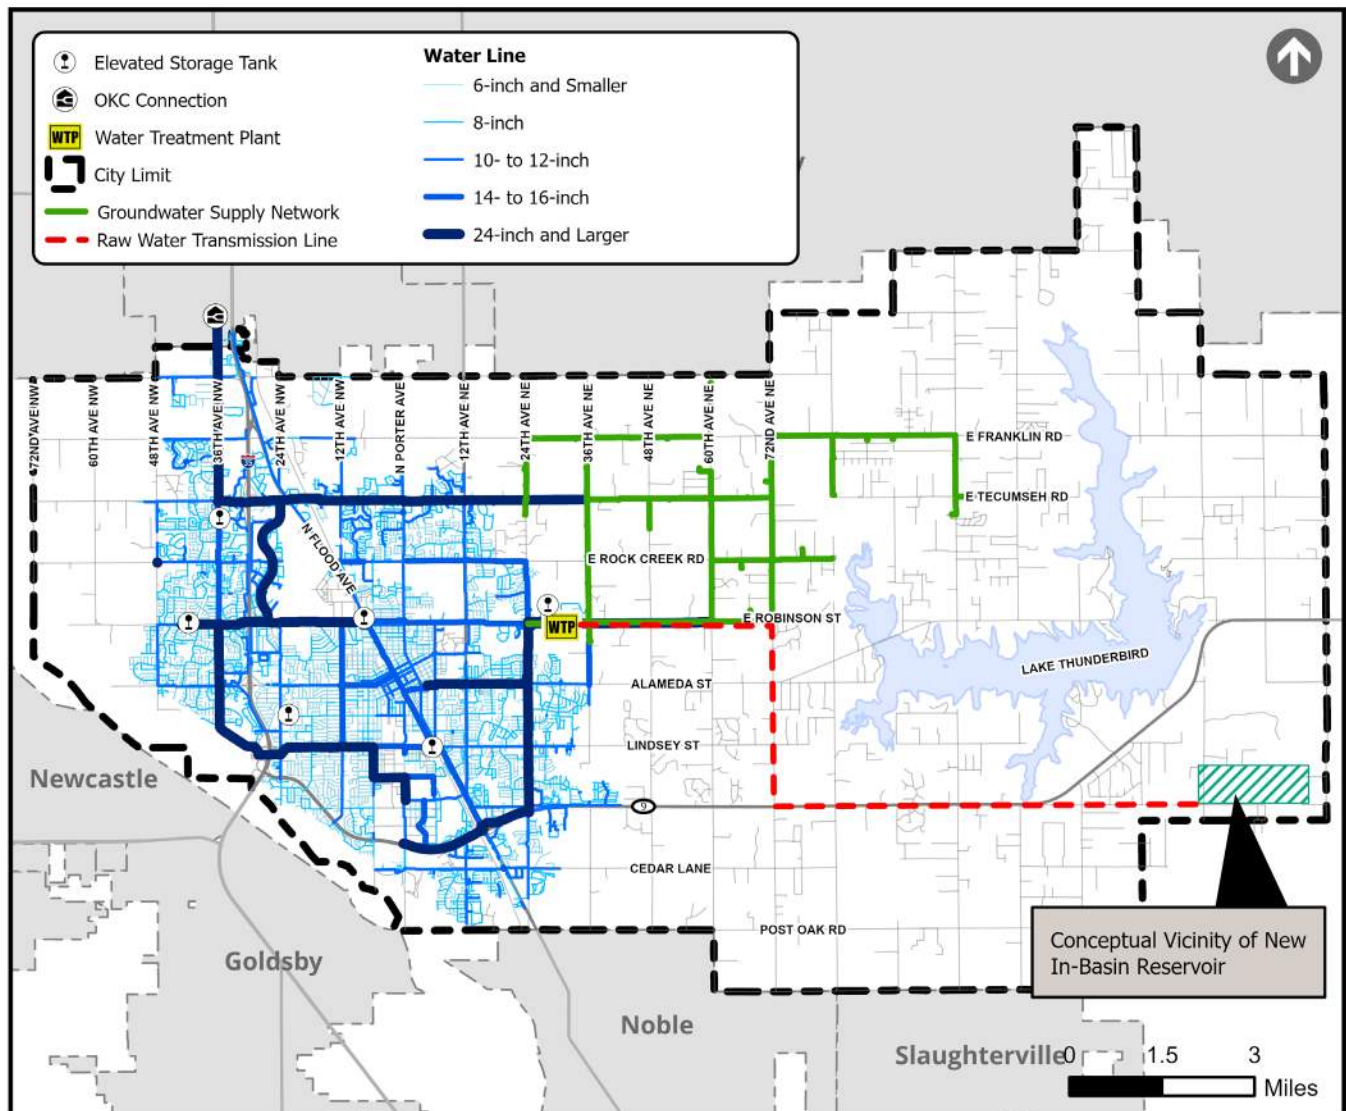 Elevated Storage Tank
OKC Connection
WTP Water Treatment Plant
City Limit
Groundwater Supply Network
Raw Water Transmission Line
Water Line
6-inch and Smaller
8-inch
10- to 12-inch
14- to 16-inch
24-inch and Larger
72ND AVE NW
60TH AVE NW
48TH AVE NW
36TH AVE NW
24TH AVE NW
12TH AVE NW
N PORTER AVE
12TH AVE NE
24TH AVE NE
36TH AVE NE
48TH AVE NE
60TH AVE NE
72ND AVE NE
E FRANKLIN RD
E TECUMSEH RD
N FLOOD AVE
E ROCK CREEK RD
E ROBINSON ST
WTP
LAKE THUNDERBIRD
ALAMEDA ST
LINDSEY ST
9
CEDAR LANE
POST OAK RD
Newcastle
Goldsby
Noble
Slaughterville
Conceptual Vicinity of New
In-Basin Reservoir
0 1.5 3
Miles